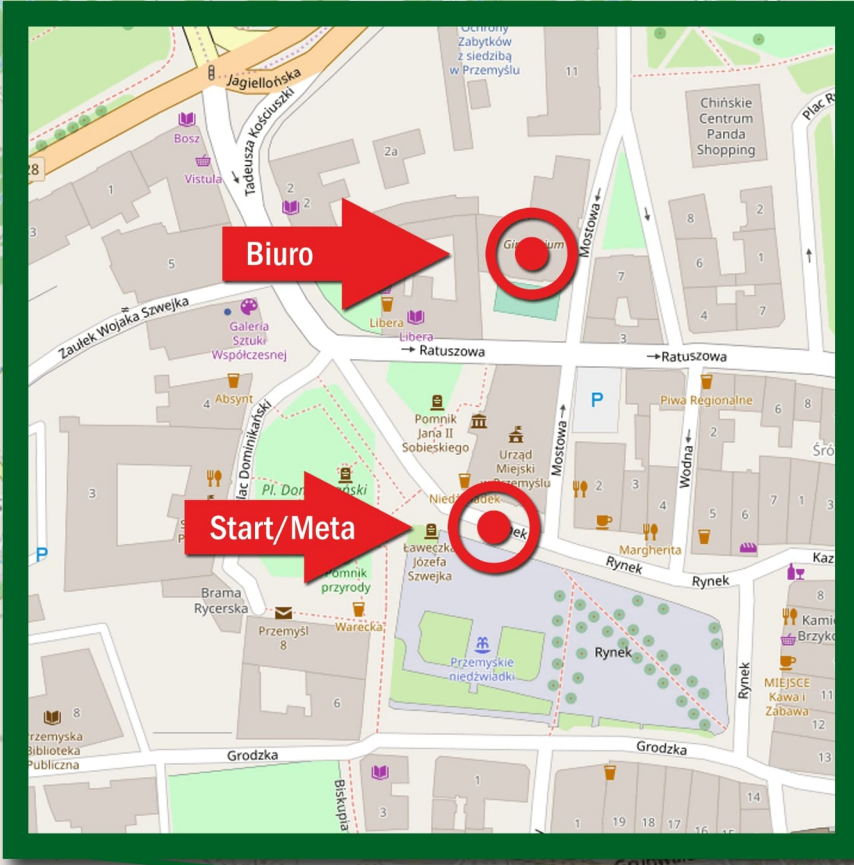 Ochrony
Zabytków
z siedzibą
w Przemyślu
11
Jagiellońska
Tadeusza Kościuszki
Chińskie
Centrum
Panda
Shopping
Bosz
Vistula
28
1
3
5
2a
2
2
Biuro
Mostowa
8
2
6
1
4
7
7
3
Zaułek Wojaka Szwejka
Galeria
Sztuki
Współczesnej
Libera
Libera
Ratuszowa
Ratuszowa
Absynt
4
Pomnik
Jana II
Sobieskiego
P
Piwa Regionalne
6
8
2
Urząd
Miejski
w Przemyślu
Mostowa
Wodna
4
3
2
3
5
6
7
1
3
P
Start/Meta
Ławeczka
Józefa
Szwejka
Margherita
Rynek
Rynek
Pomnik
przyrody
Brama
Rycerska
Przemyśl
8
Warecka
Przemyskie
niedźwiadki
Rynek
Rynek
8
MIEJSCE
Kawa i
Zabawa
11
12
13
6
8
Biblioteka
Publiczna
Grodzka
Grodzka
Biskupia
3
1
14
1
19
18
17
16